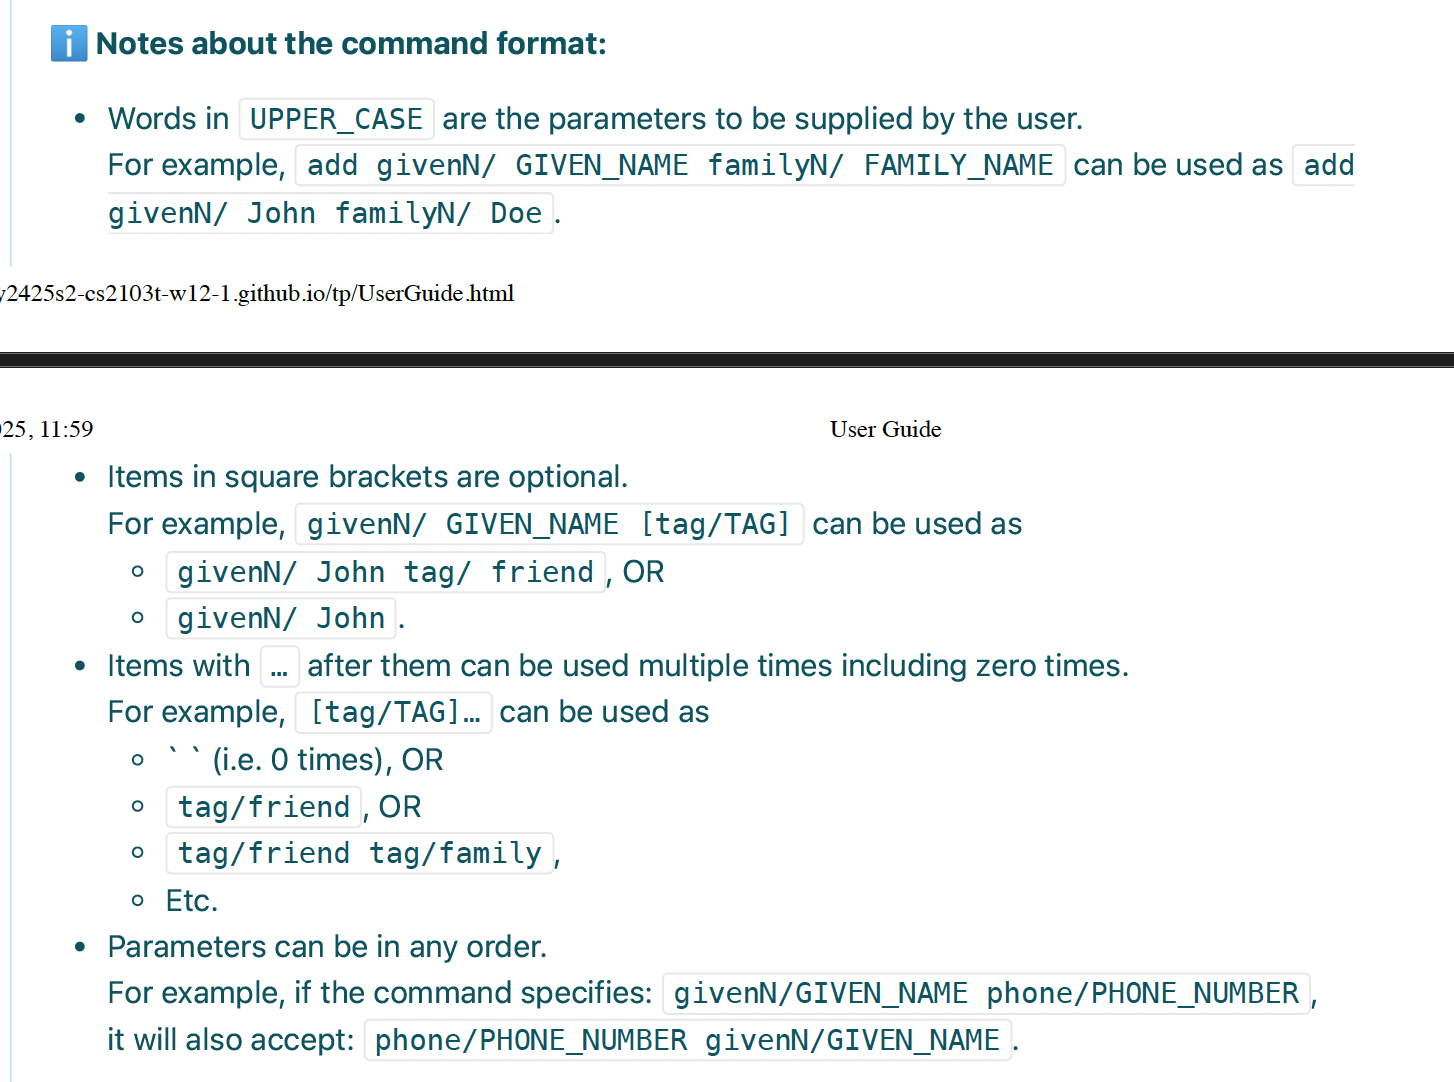 ℹ️ Notes about the command format:
• Words in UPPER_CASE are the parameters to be supplied by the user.
For example, add givenN/ GIVEN_NAME familyN/ FAMILY_NAME can be used as add
givenN/ John familyN/ Doe .
y2425s2-cs2103t-w12-1.github.io/tp/UserGuide.html
025, 11:59 User Guide
• Items in square brackets are optional.
For example, givenN/ GIVEN_NAME [tag/TAG] can be used as
◦ givenN/ John tag/ friend , OR
◦ givenN/ John .
• Items with … after them can be used multiple times including zero times.
For example, [tag/TAG]… can be used as
◦ ` ` (i.e. 0 times), OR
◦ tag/friend , OR
◦ tag/friend tag/family ,
◦ Etc.
• Parameters can be in any order.
For example, if the command specifies: givenN/GIVEN_NAME phone/PHONE_NUMBER ,
it will also accept: phone/PHONE_NUMBER givenN/GIVEN_NAME .